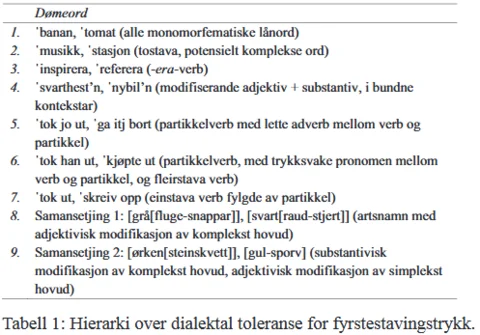 Dømeord
1. ˈbanan, ˈtomat (alle monomorfematiske lånord)
2. ˈmusikk, ˈstasjon (tostava, potensielt komplekse ord)
3. ˈinspirera, ˈreferera (-era-verb)
4. ˈsvarthest’n, ˈnybil’n (modifiserande adjektiv + substantiv, i bundne
kontekstar)
5. ˈtok jo ut, ˈga itj bort (partikkelverb med lette adverb mellom verb og
partikkel)
6. ˈtok han ut, ˈkjøpte ut (partikkelverb, med trykksvake pronomen mellom
verb og partikkel, og fleirstava verb)
7. ˈtok ut, ˈskreiv opp (einstava verb fylgde av partikkel)
8. Samansetjing 1: [grå[fluge-snappar]], [svart[raud-stjert]] (artsnamn med
adjektivisk modifikasjon av komplekst hovud)
9. Samansetjing 2: [ørken[steinskvett]], [gul-sporv] (substantivisk
modifikasjon av komplekst hovud, adjektivisk modifikasjon av simplekst
hovud)
Tabell 1: Hierarki over dialektal toleranse for fyrstestavingstrykk.